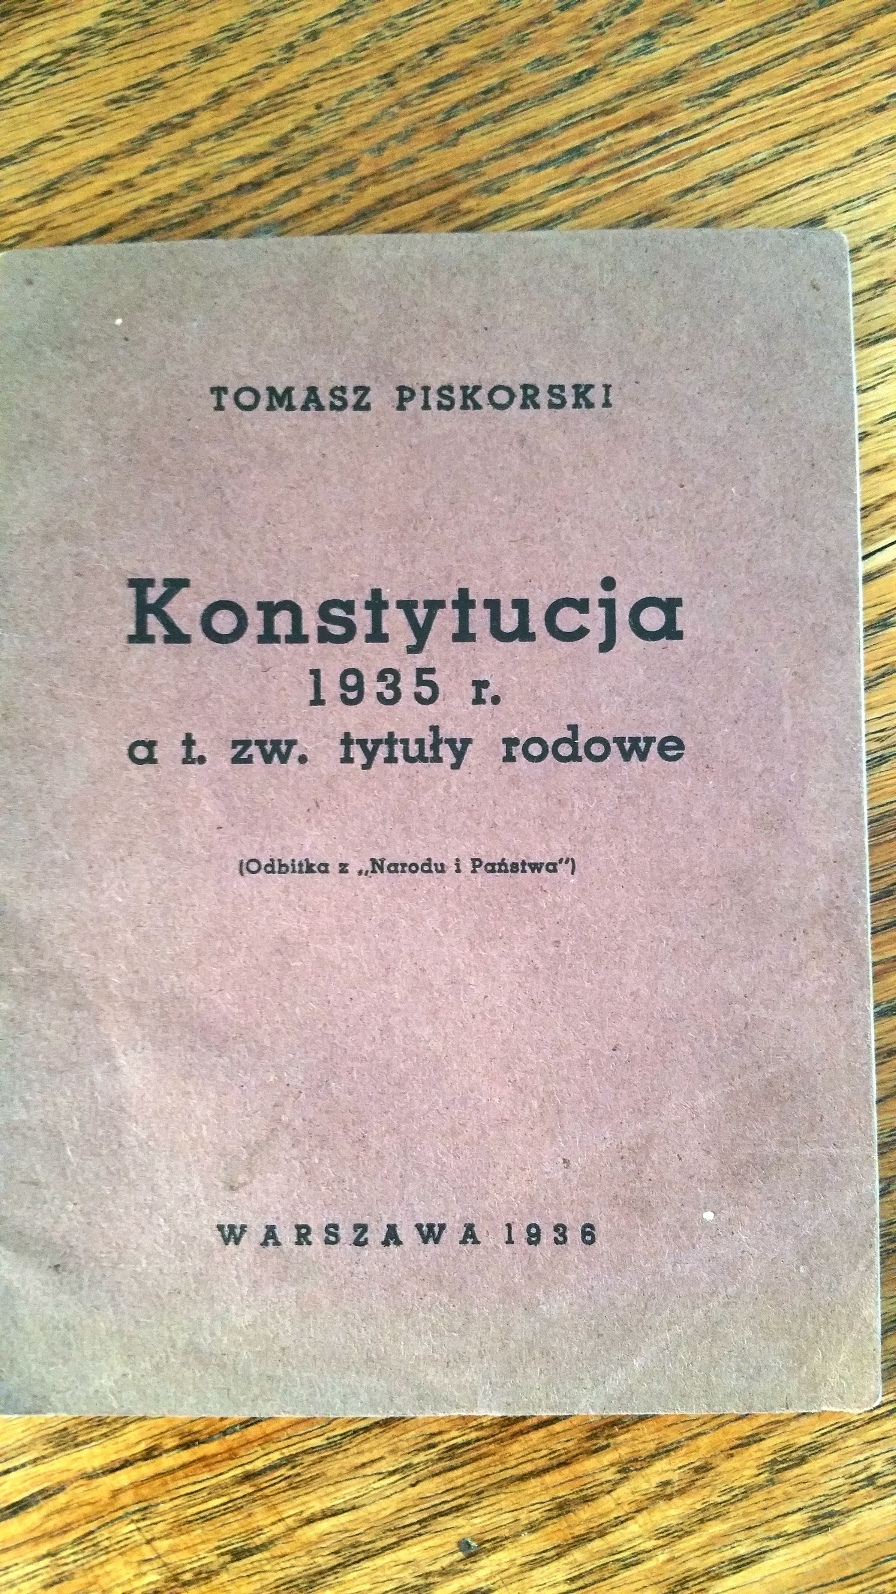 TOMASZ PISKORSKI
Konstytucja
1935 r.
a t. zw. tytuły rodowe
(Odbitka z „Narodu i Państwa”)
WARSZAWA 1936